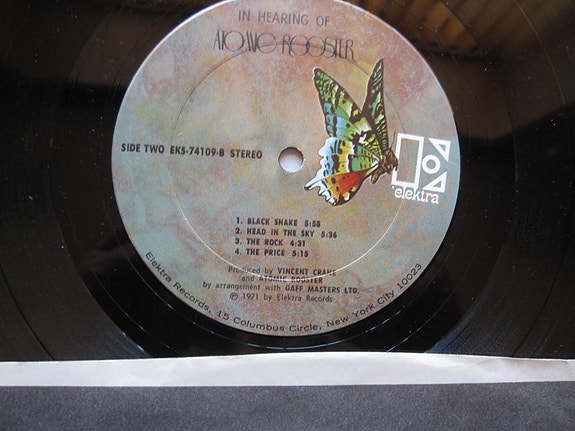 IN HEARING OF
ATOMIC ROOSTER
SIDE TWO EKS-74109-B STEREO
elektra
1. BLACK SNAKE 5:58
2. HEAD IN THE SKY 5:36
3. THE ROCK 4:31
4. THE PRICE 5:15
Produced by VINCENT CRANE
and ATOMIC ROOSTER
by arrangement with GAFF MASTERS LTD.
℗ 1971 by Elektra Records
Elektra Records, 15 Columbus Circle, New York City 10023